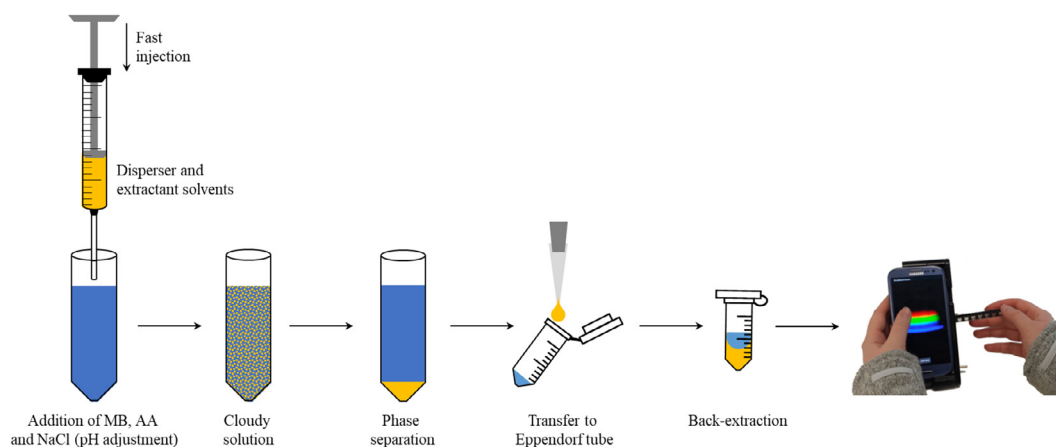 Fast
injection
Disperser and
extractant solvents
Addition of MB, AA
and NaCl (pH adjustment)
Cloudy
solution
Phase
separation
Transfer to
Eppendorf tube
Back-extraction